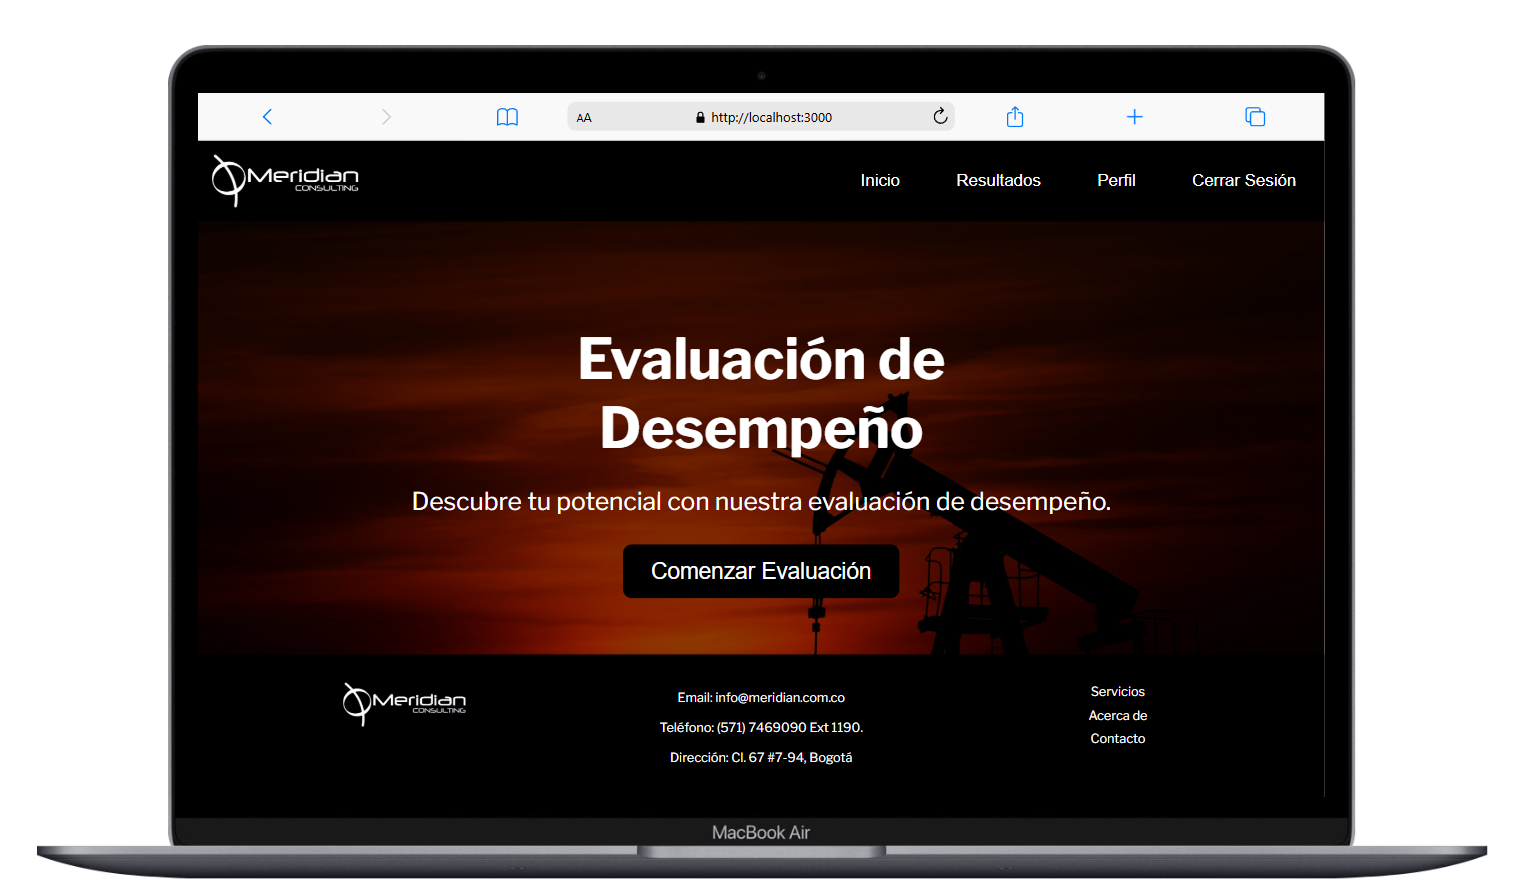 AA
http://localhost:3000
Meridian
CONSULTING
Inicio
Resultados
Perfil
Cerrar Sesión
Evaluación de
Desempeño
Descubre tu potencial con nuestra evaluación de desempeño.
Comenzar Evaluación
Meridian
CONSULTING
Email: info@meridian.com.co
Teléfono: (571) 7469090 Ext 1190.
Dirección: Cl. 67 #7-94, Bogotá
Servicios
Acerca de
Contacto
MacBook Air